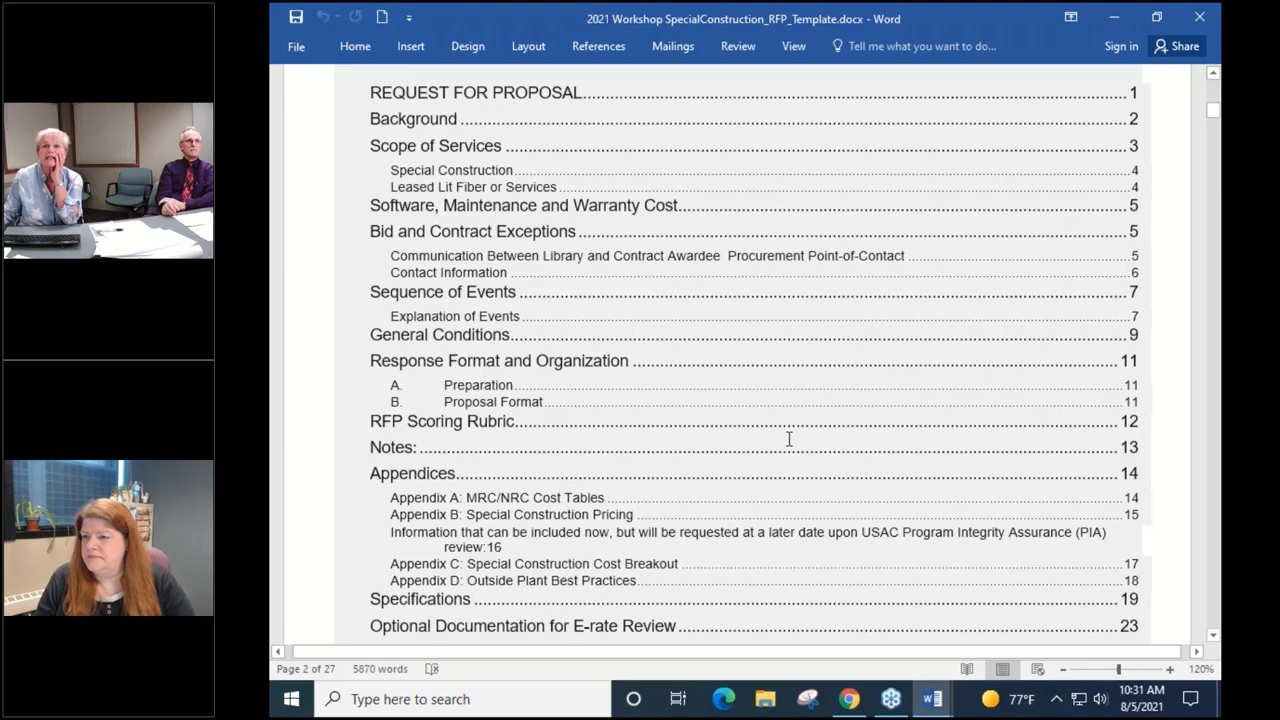 2021 Workshop SpecialConstruction_RFP_Template.docx - Word
File Home Insert Design Layout References Mailings Review View Tell me what you want to do... Sign in Share
REQUEST FOR PROPOSAL 1
Background 2
Scope of Services 3
Special Construction 4
Leased Lit Fiber or Services 4
Software, Maintenance and Warranty Cost 5
Bid and Contract Exceptions 5
Communication Between Library and Contract Awardee Procurement Point-of-Contact 5
Contact Information 6
Sequence of Events 7
Explanation of Events 7
General Conditions 9
Response Format and Organization 11
A. Preparation 11
B. Proposal Format 11
RFP Scoring Rubric 12
Notes: 13
Appendices 14
Appendix A: MRC/NRC Cost Tables 14
Appendix B: Special Construction Pricing 15
Information that can be included now, but will be requested at a later date upon USAC Program Integrity Assurance (PIA)
review:16
Appendix C: Special Construction Cost Breakout 17
Appendix D: Outside Plant Best Practices 18
Specifications 19
Optional Documentation for E-rate Review 23
Page 2 of 27 5870 words 120%
Type here to search 77°F 10:31 AM
8/5/2021